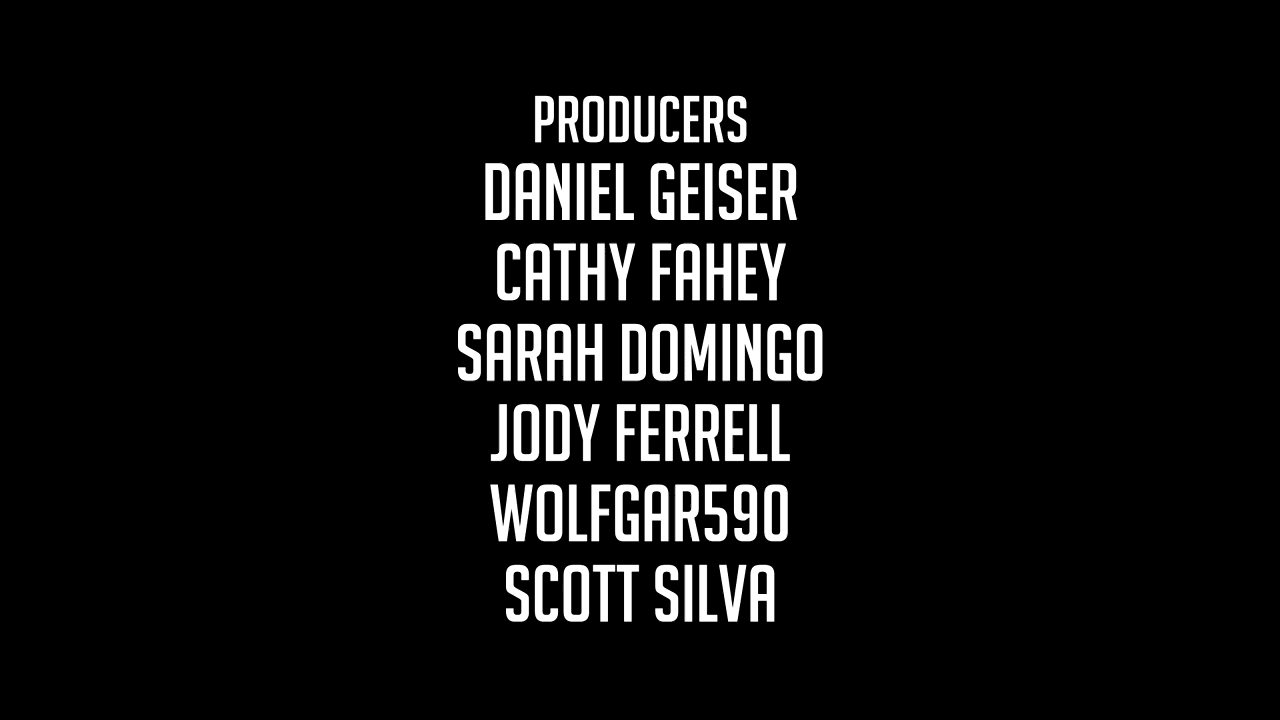 PRODUCERS
DANIEL GEISER
CATHY FAHEY
SARAH DOMINGO
JODY FERRELL
WOLFGAR590
SCOTT SILVA